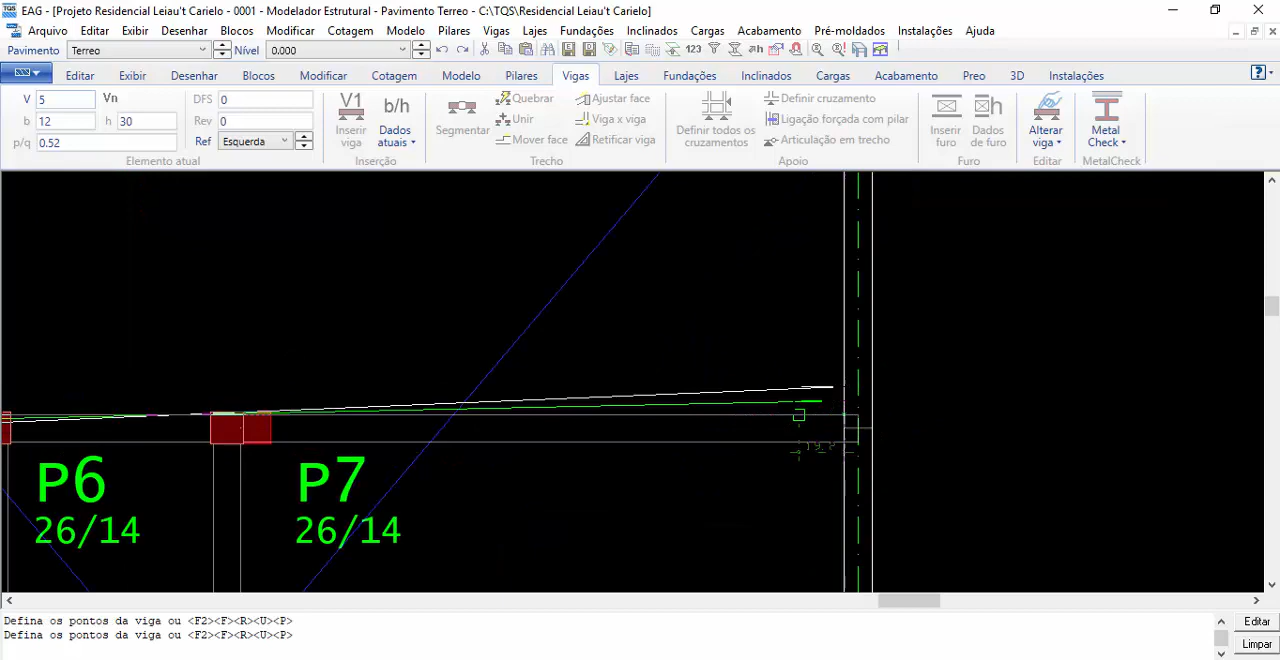 EAG - [Projeto Residencial Leiau't Carielo - 0001 - Modelador Estrutural - Pavimento Terreo - C:\TQS\Residencial Leiau't Carielo]
Arquivo Editar Exibir Desenhar Blocos Modificar Cotagem Modelo Pilares Vigas Lajes Fundações Inclinados Cargas Acabamento Pré-moldados Instalações Ajuda
Pavimento Terreo Nível 0.000 123
Editar Exibir Desenhar Blocos Modificar Cotagem Modelo Pilares Vigas Lajes Fundações Inclinados Cargas Acabamento Preo 3D Instalações
V 5 Vn DFS 0
b 12 h 30 Rev 0
p/q 0.52 Ref Esquerda
Elemento atual
V1 Inserir viga
b/h Dados atuais
Inserção
Segmentar
Quebrar Ajustar face
Unir Viga x viga
Mover face Retificar viga
Trecho
Definir todos os cruzamentos
Definir cruzamento
Ligação forçada com pilar
Articulação em trecho
Apoio
Inserir furo
Dados de furo
Furo
Alterar viga
Editar
Metal Check
MetalCheck
P6
26/14
P7
26/14
Defina os pontos da viga ou <F2><F><R><U><P>
Defina os pontos da viga ou <F2><F><R><U><P>
Editar
Limpar